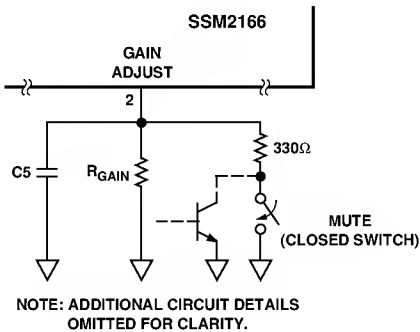 SSM2166
GAIN
ADJUST
2
330Ω
C5
RGAIN
MUTE
(CLOSED SWITCH)
NOTE: ADDITIONAL CIRCUIT DETAILS
OMITTED FOR CLARITY.